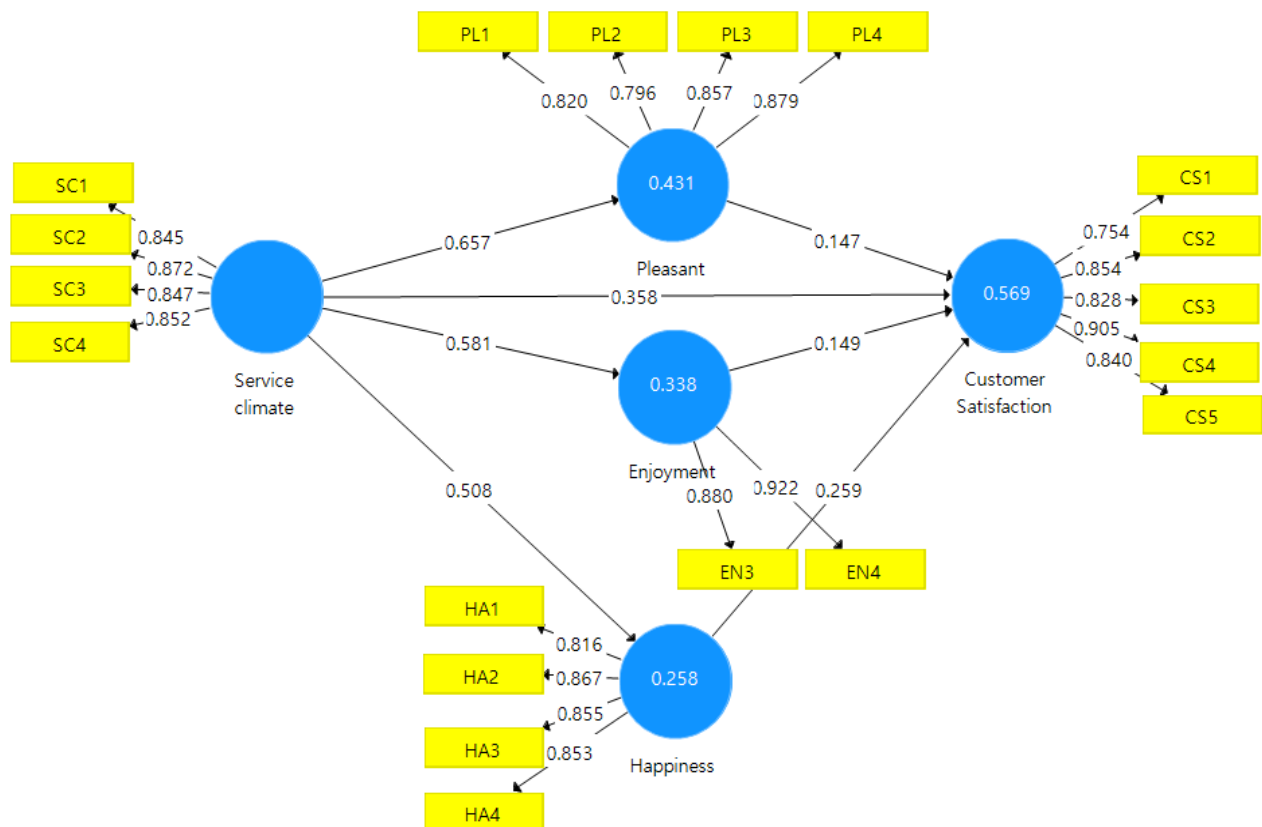 PL1
PL2
PL3
PL4
0.820
0.796
0.857
0.879
SC1
SC2
SC3
SC4
0.845
0.872
0.847
0.852
Service
climate
0.657
0.358
0.581
0.508
0.431
Pleasant
0.338
Enjoyment
0.880
0.922
EN3
EN4
0.147
0.149
0.259
0.569
Customer
Satisfaction
CS1
CS2
CS3
CS4
CS5
0.754
0.854
0.828
0.905
0.840
HA1
HA2
HA3
HA4
0.816
0.867
0.855
0.853
0.258
Happiness